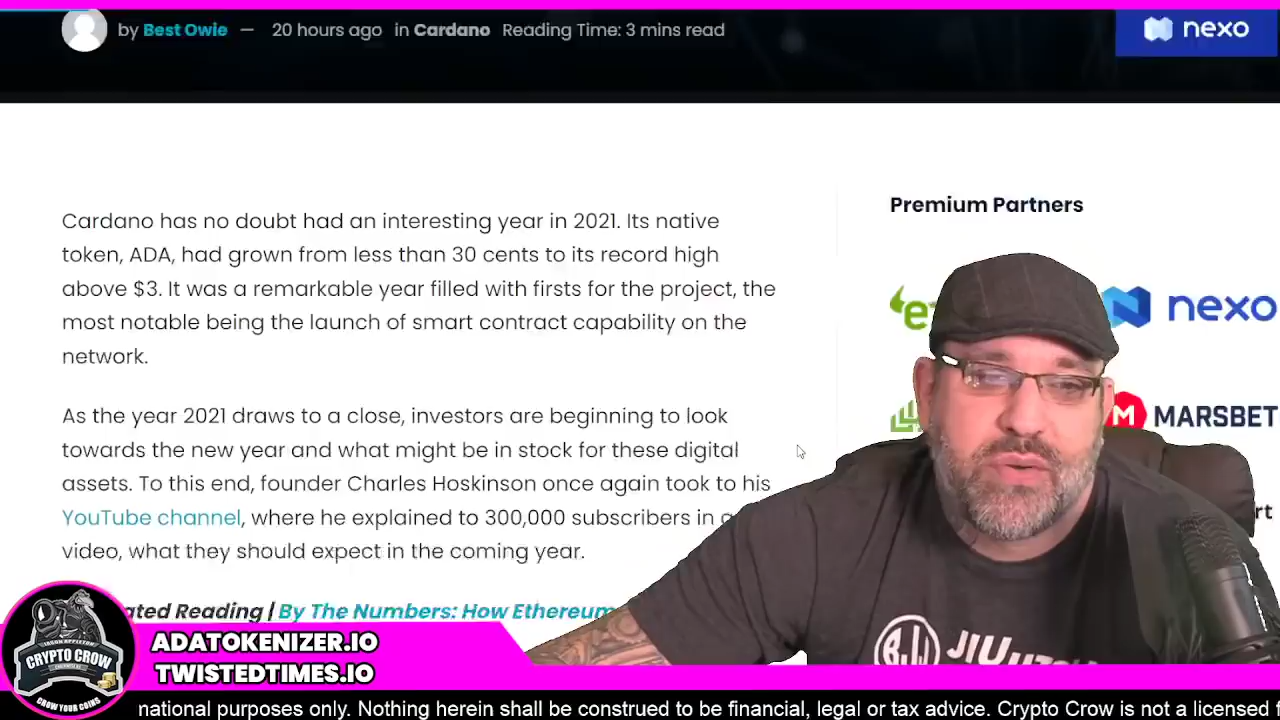 by Best Owie — 20 hours ago in Cardano Reading Time: 3 mins read
nexo
Cardano has no doubt had an interesting year in 2021. Its native
token, ADA, had grown from less than 30 cents to its record high
above $3. It was a remarkable year filled with firsts for the project, the
most notable being the launch of smart contract capability on the
network.
As the year 2021 draws to a close, investors are beginning to look
towards the new year and what might be in stock for these digital
assets. To this end, founder Charles Hoskinson once again took to his
YouTube channel, where he explained to 300,000 subscribers in a
video, what they should expect in the coming year.
ated Reading | By The Numbers: How Ethereum
Premium Partners
nexo
MARSBET
BJJ
CRYPTO CROW
CROW YOUR COINS
ADATOKENIZER.IO
TWISTEDTIMES.IO
national purposes only. Nothing herein shall be construed to be financial, legal or tax advice. Crypto Crow is not a licensed